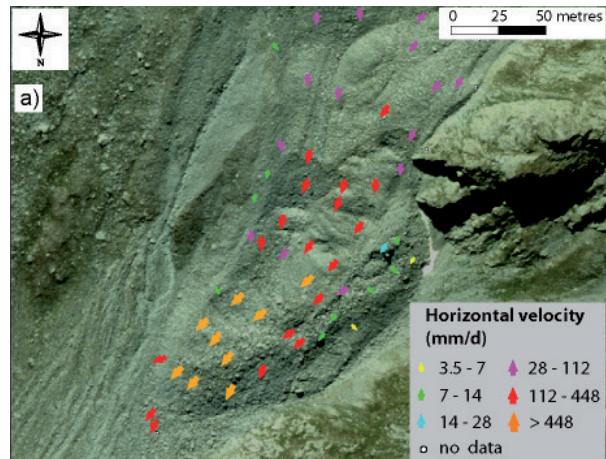 0 25 50 metres
N
a)
Horizontal velocity
(mm/d)
3.5 - 7 28 - 112
7 - 14 112 - 448
14 - 28 > 448
no data